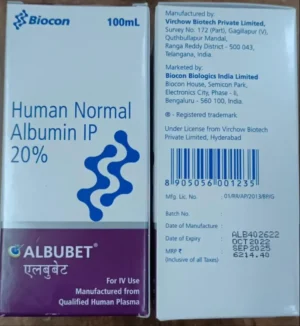 Biocon
100mL
Human Normal
Albumin IP
20%
ALBUBET®
एलबुबेट
For IV Use
Manufactured from
Qualified Human Plasma
Manufactured by:
Virchow Biotech Private Limited,
Survey No. 172 (Part), Gagillapur (V),
Quthbullapur Mandal,
Ranga Reddy District - 500 043,
Telangana, India.
Marketed by:
Biocon Biologics India Limited
Biocon House, Semicon Park,
Electronics City, Phase - II,
Bengaluru - 560 100, India.
® - Registered trademark
Under License from Virchow Biotech
Private Limited, Hyderabad
8 905056 001235
Mfg. Lic. No.
Batch No.
ALB402622
Date of Manufacture
OCT2022
Date of Expiry
SEP2025
MRP ₹
6214.40
(Inclusive of all Taxes)